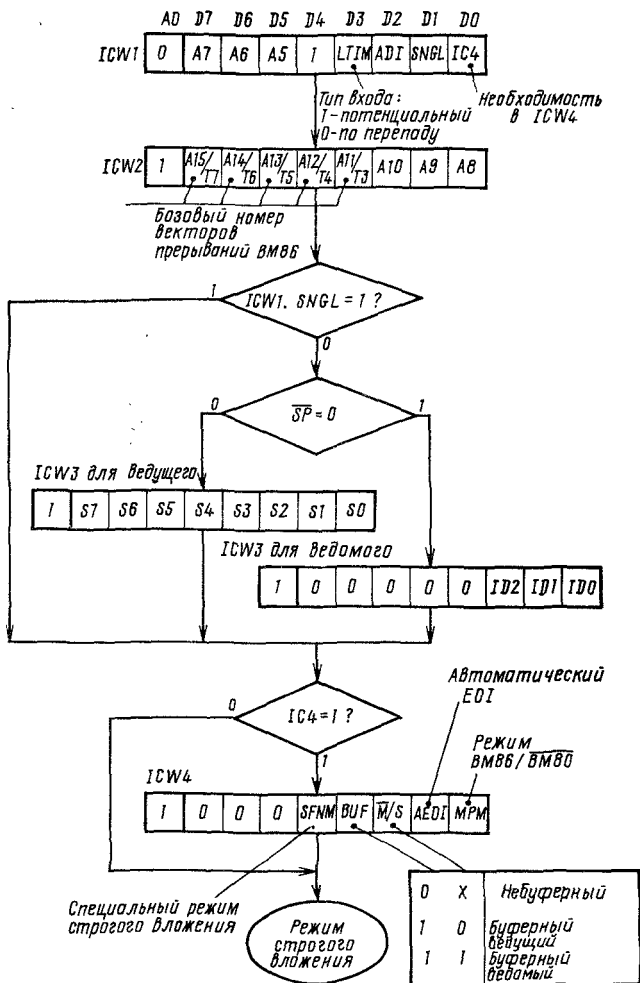 A0 D7 D6 D5 D4 D3 D2 D1 D0
ICW1 0 A7 A6 A5 1 LTIM ADI SNGL IC4
Тип входа:
1-потенциальный
0-по перепаду
Необходимость
в ICW4
ICW2 1 A15/T7 A14/T6 A13/T5 A12/T4 A11/T3 A10 A9 A8
Базовый номер
векторов
прерываний ВМ86
1
ICW1. SNGL = 1 ?
0
0
SP̅ = 0
1
ICW3 для ведущего
1 S7 S6 S5 S4 S3 S2 S1 S0
ICW3 для ведомого
1 0 0 0 0 0 ID2 ID1 ID0
Автоматический
EOI
0
IC4 = 1 ?
1
Режим
ВМ86/В̅М̅8̅0̅
ICW4
1 0 0 0 SFNM BUF M̅/S AEOI MPM
Специальный режим
строгого вложения
Режим
строгого
вложения
0 X Небуферный
1 0 Буферный
ведущий
1 1 Буферный
ведомый